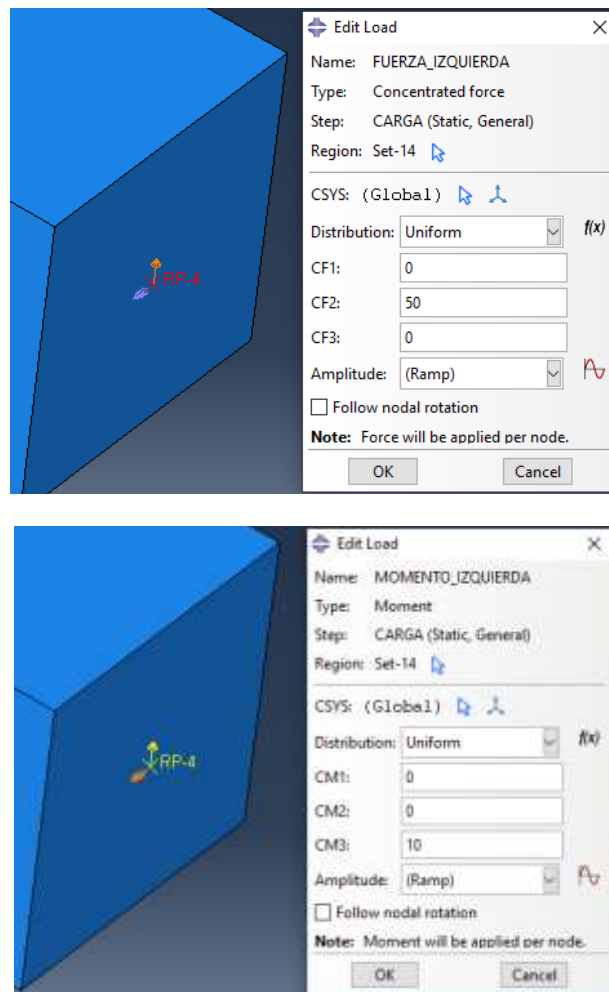 Edit Load
Name: FUERZA_IZQUIERDA
Type: Concentrated force
Step: CARGA (Static, General)
Region: Set-14
CSYS: (Global)
Distribution: Uniform f(x)
CF1: 0
CF2: 50
CF3: 0
Amplitude: (Ramp)
Follow nodal rotation
Note: Force will be applied per node.
OK Cancel
RP-4
Edit Load
Name: MOMENTO_IZQUIERDA
Type: Moment
Step: CARGA (Static, General)
Region: Set-14
CSYS: (Global)
Distribution: Uniform f(x)
CM1: 0
CM2: 0
CM3: 10
Amplitude: (Ramp)
Follow nodal rotation
Note: Moment will be applied per node.
OK Cancel
RP-4